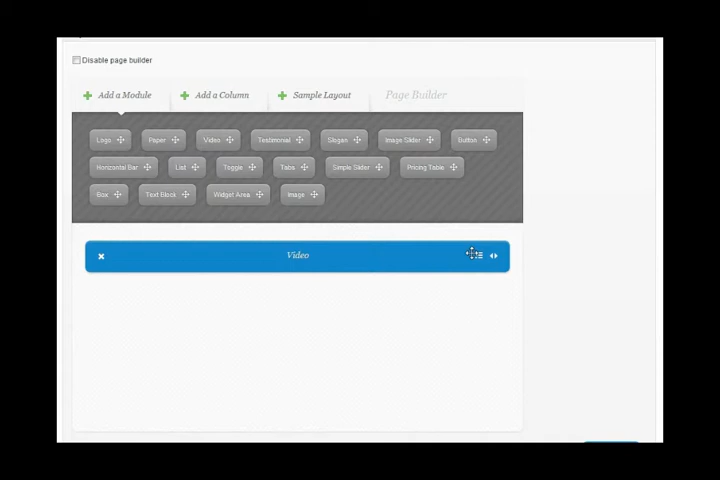 Disable page builder
Add a Module Add a Column Sample Layout Page Builder
Logo Paper Video Testimonial Slogan Image Slider Button
Horizontal Bar List Toggle Tabs Simple Slider Pricing Table
Box Text Block Widget Area Image
Video